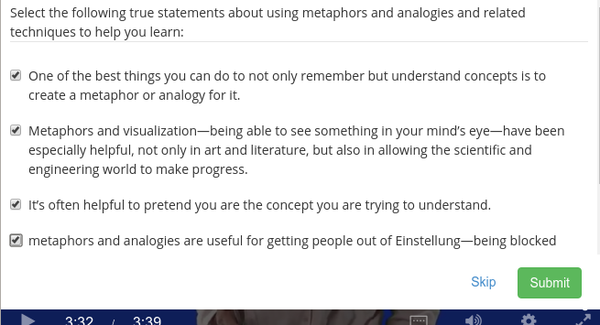 Select the following true statements about using metaphors and analogies and related
techniques to help you learn:
One of the best things you can do to not only remember but understand concepts is to
create a metaphor or analogy for it.
Metaphors and visualization—being able to see something in your mind's eye—have been
especially helpful, not only in art and literature, but also in allowing the scientific and
engineering world to make progress.
It's often helpful to pretend you are the concept you are trying to understand.
metaphors and analogies are useful for getting people out of Einstellung—being blocked
Skip Submit
3:32 / 3:39